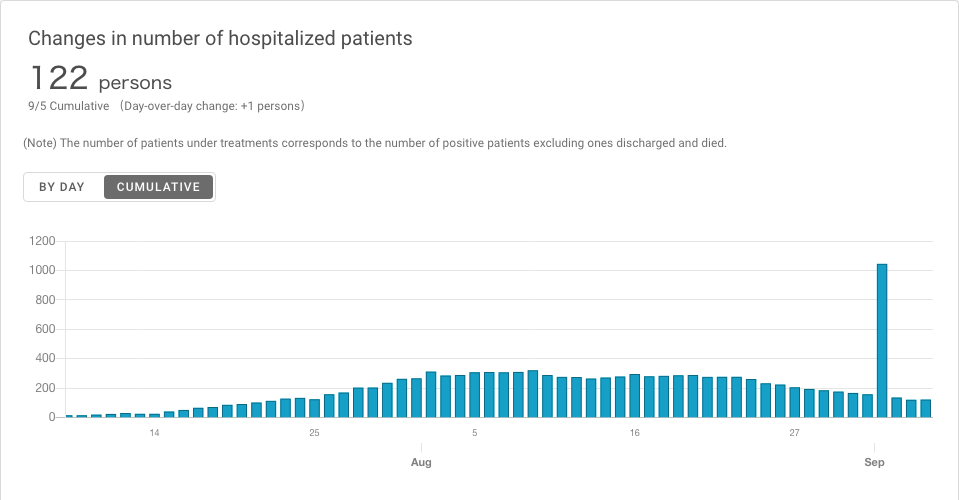 Changes in number of hospitalized patients
122 persons
9/5 Cumulative (Day-over-day change: +1 persons)
(Note) The number of patients under treatments corresponds to the number of positive patients excluding ones discharged and died.
BY DAY CUMULATIVE
1200
1000
800
600
400
200
0
14 25 5 16 27
Aug Sep